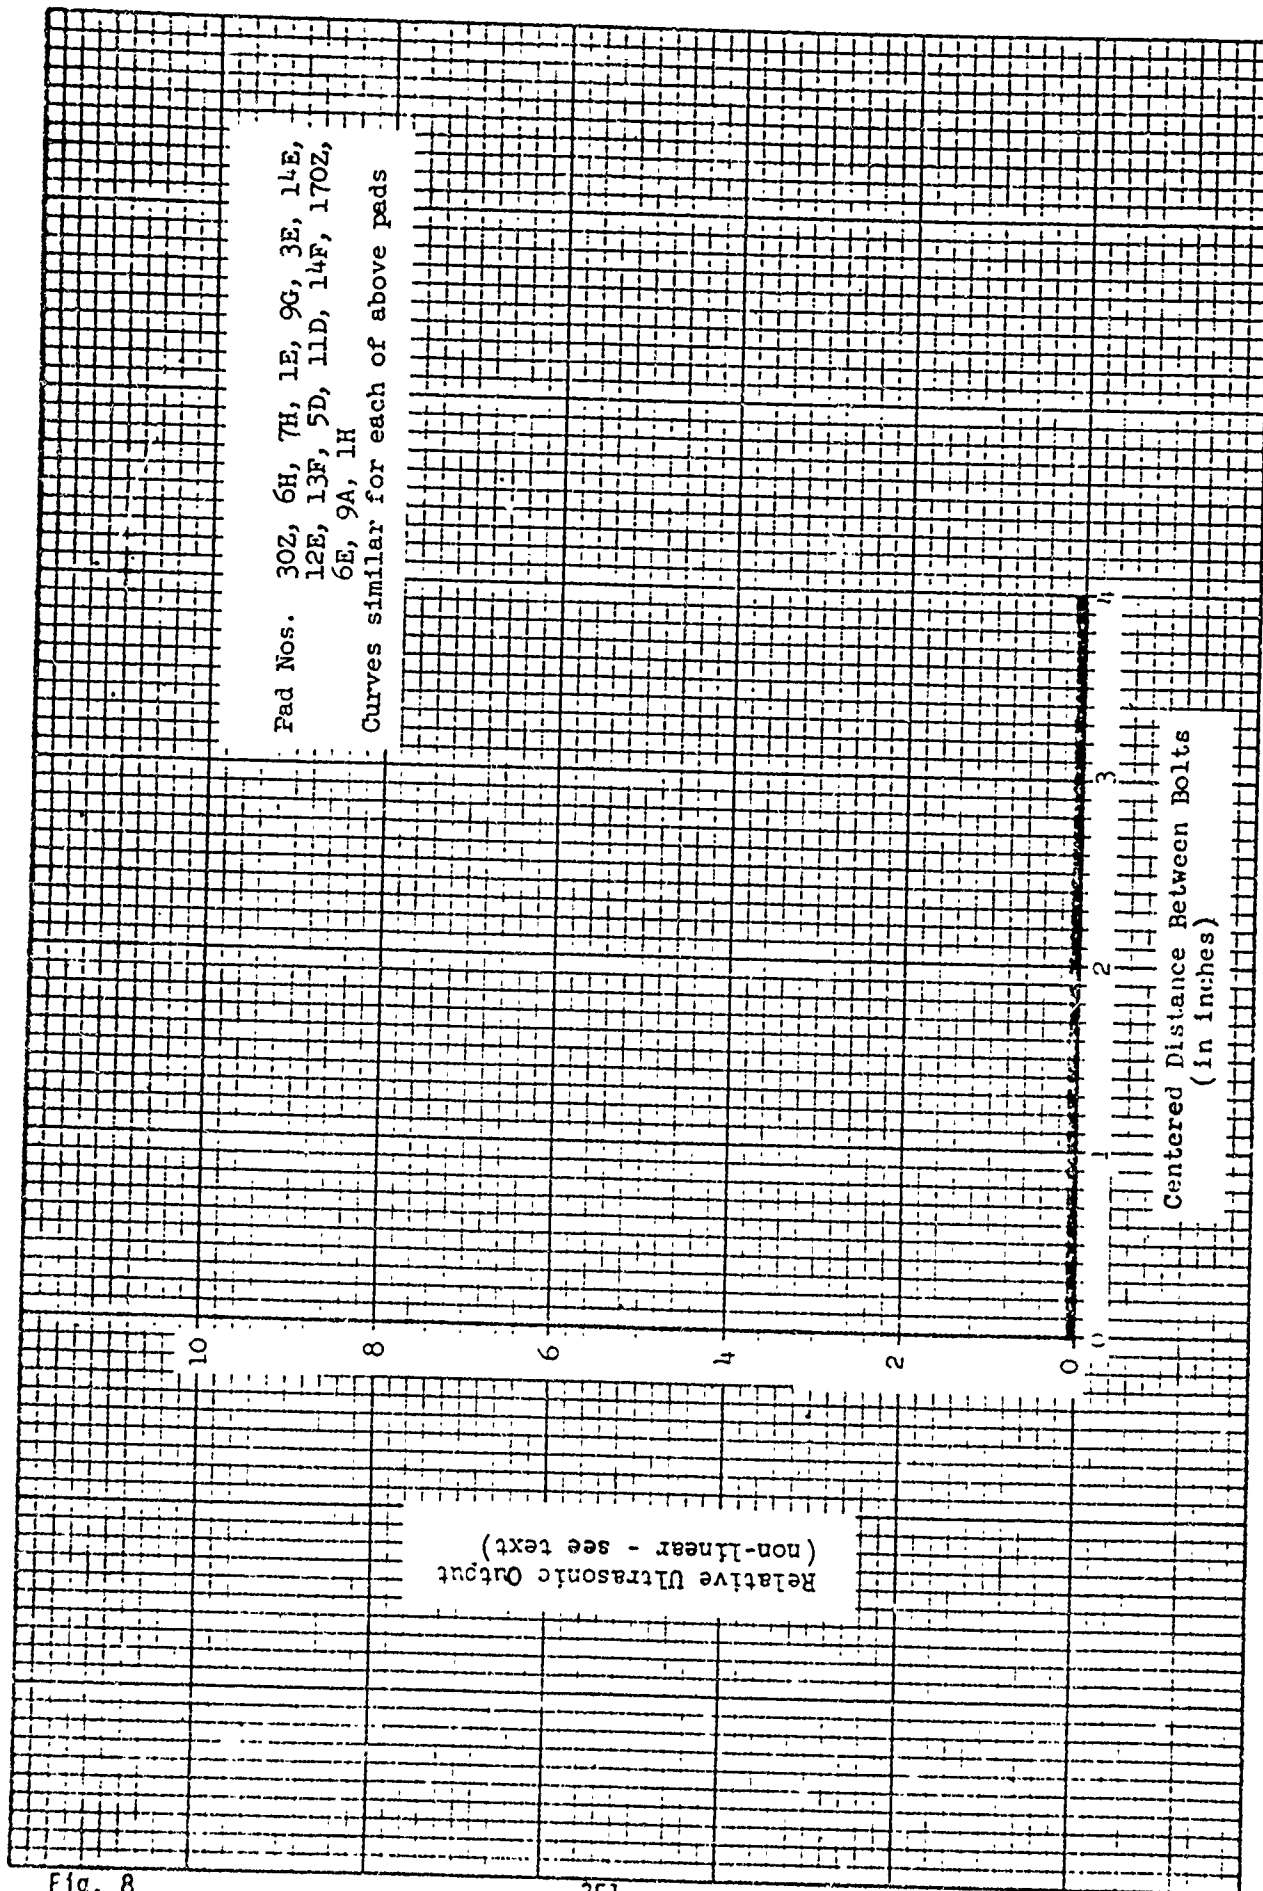 Pad Nos. 30Z, 6H, 7H, 1E, 9G, 3E, 14E,
12E, 13F, 5D, 11D, 14F, 170Z,
6E, 9A, 1H
Curves similar for each of above pads
10
8
6
4
2
0
0 1 2 3 4
Relative Ultrasonic Output
(non-linear - see text)
Centered Distance Between Bolts
(in inches)
Fig. 8